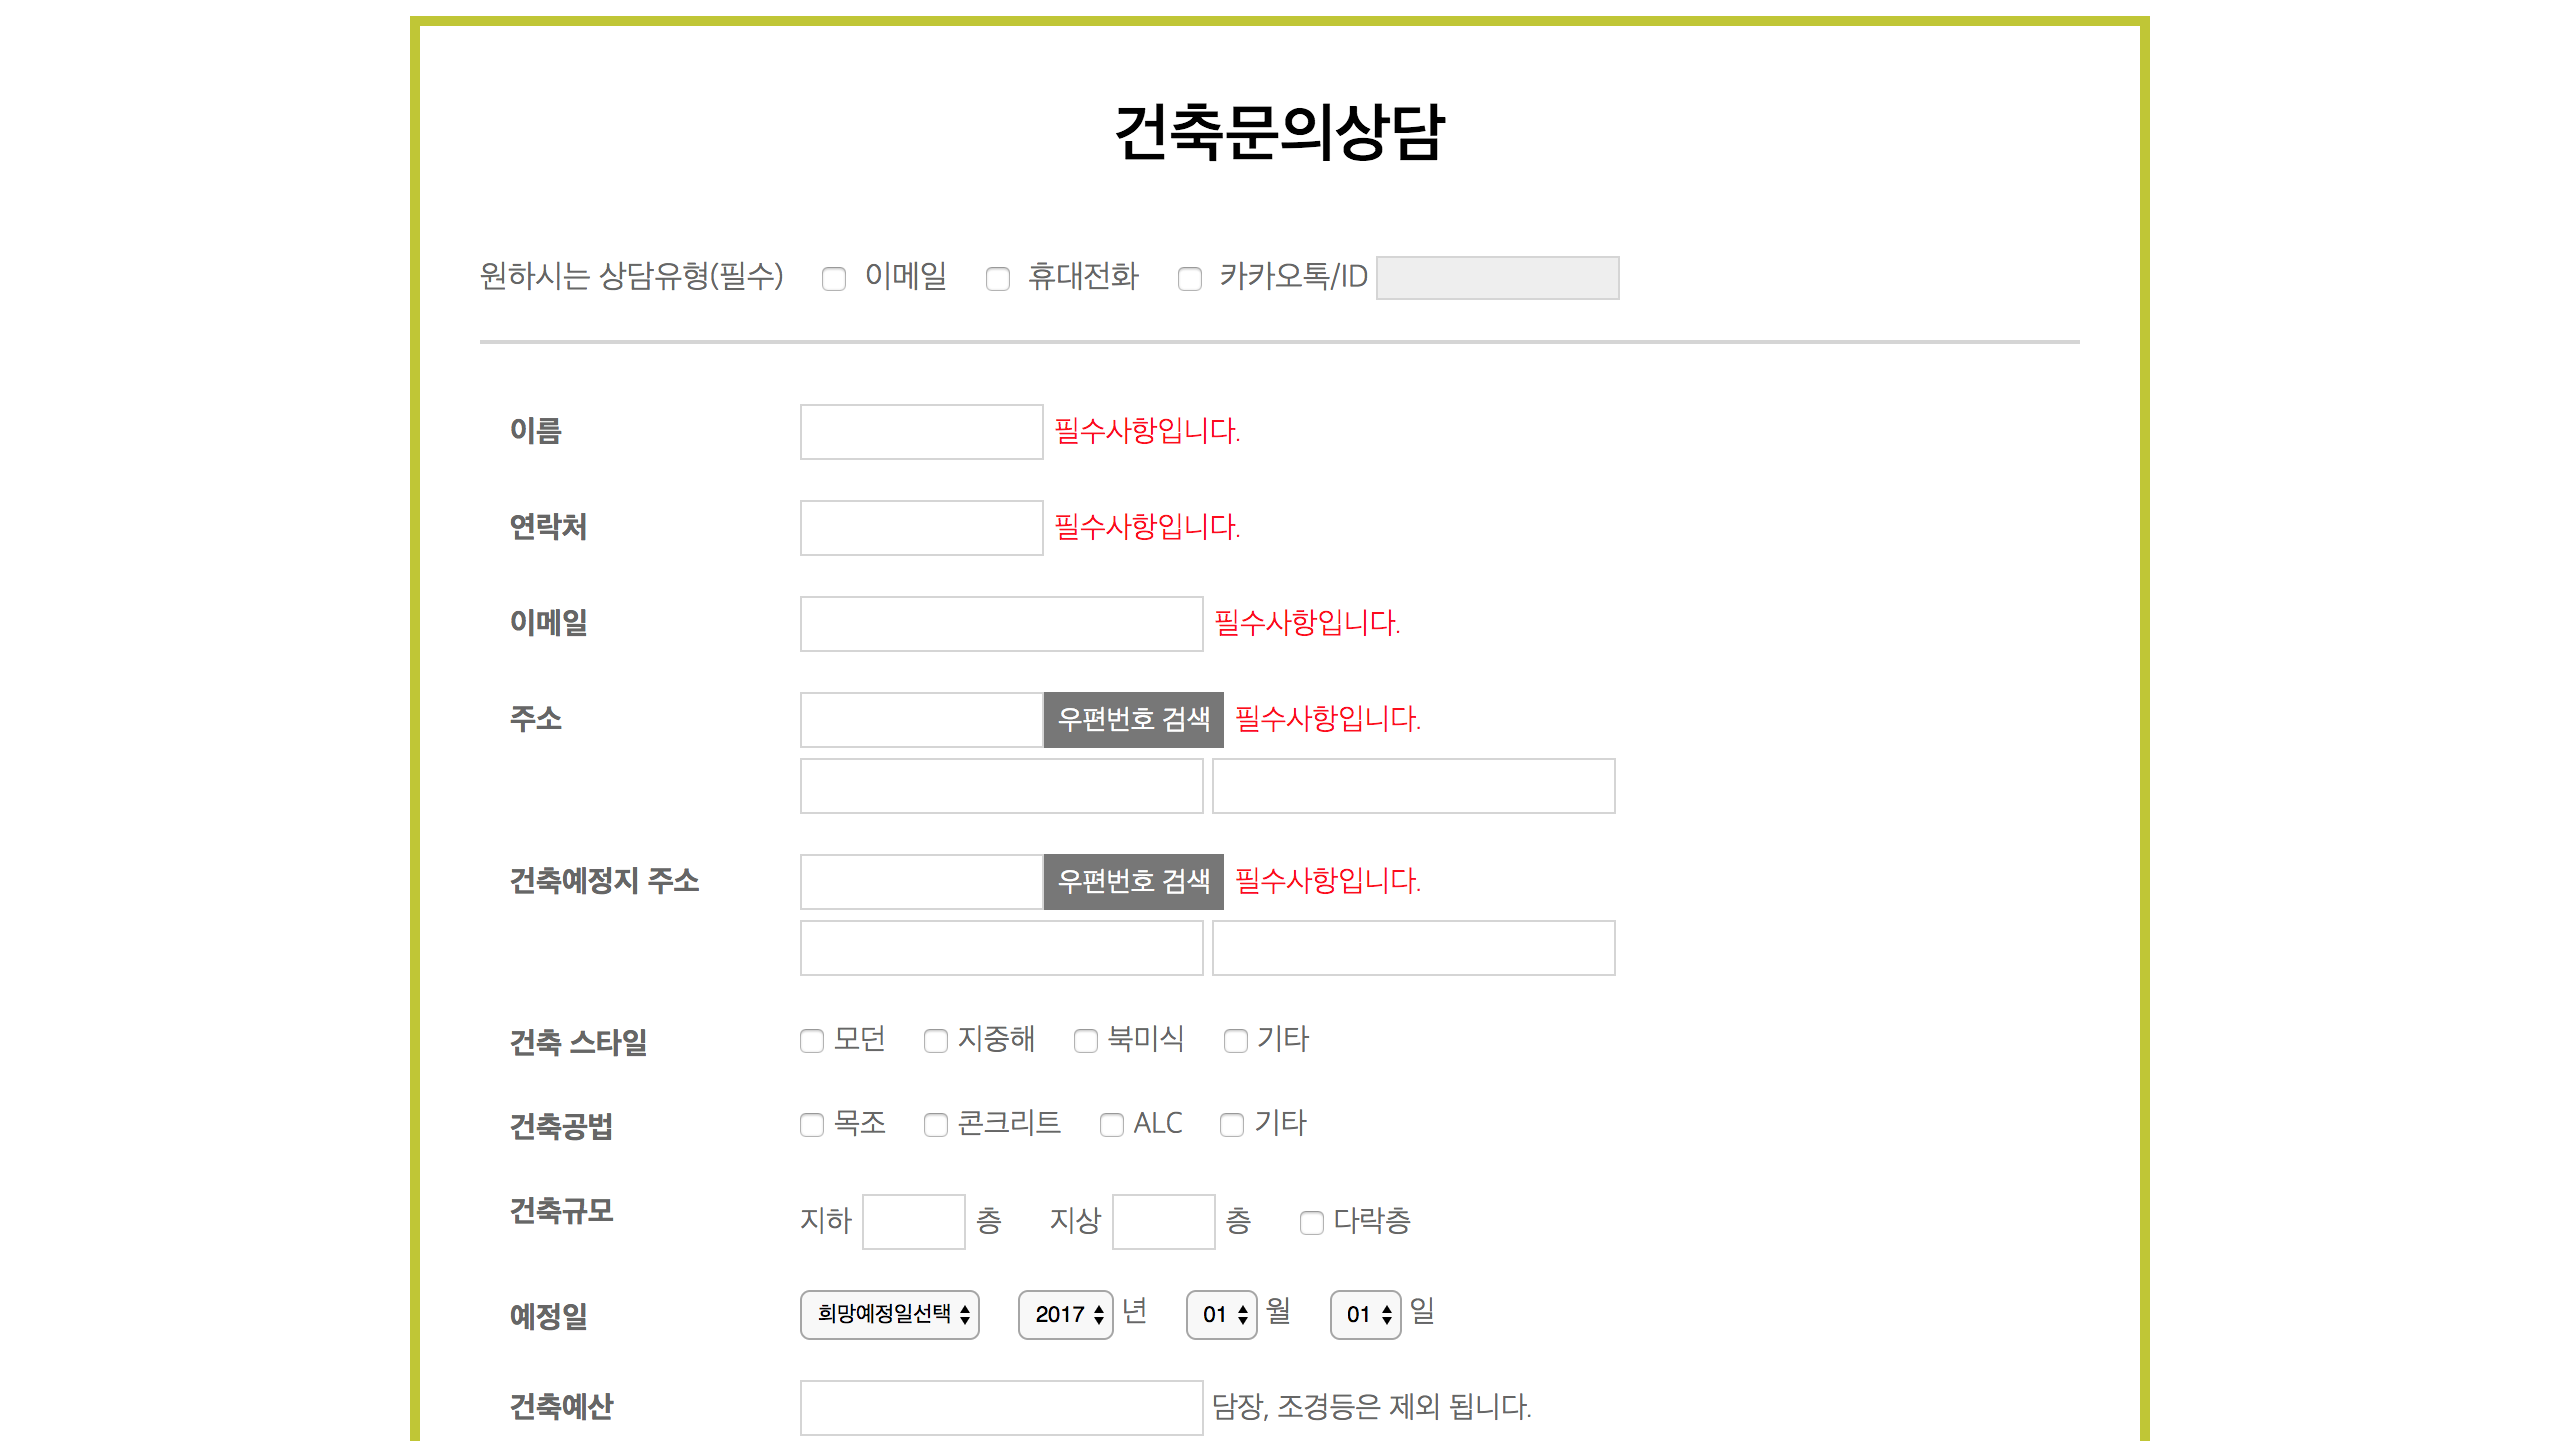 건축문의상담
원하시는 상담유형(필수) 이메일 휴대전화 카카오톡/ID
이름 필수사항입니다.
연락처 필수사항입니다.
이메일 필수사항입니다.
주소 우편번호 검색 필수사항입니다.
건축예정지 주소 우편번호 검색 필수사항입니다.
건축 스타일 모던 지중해 북미식 기타
건축공법 목조 콘크리트 ALC 기타
건축규모 지하 층 지상 층 다락층
예정일 희망예정일선택 2017 년 01 월 01 일
건축예산 담장, 조경등은 제외 됩니다.